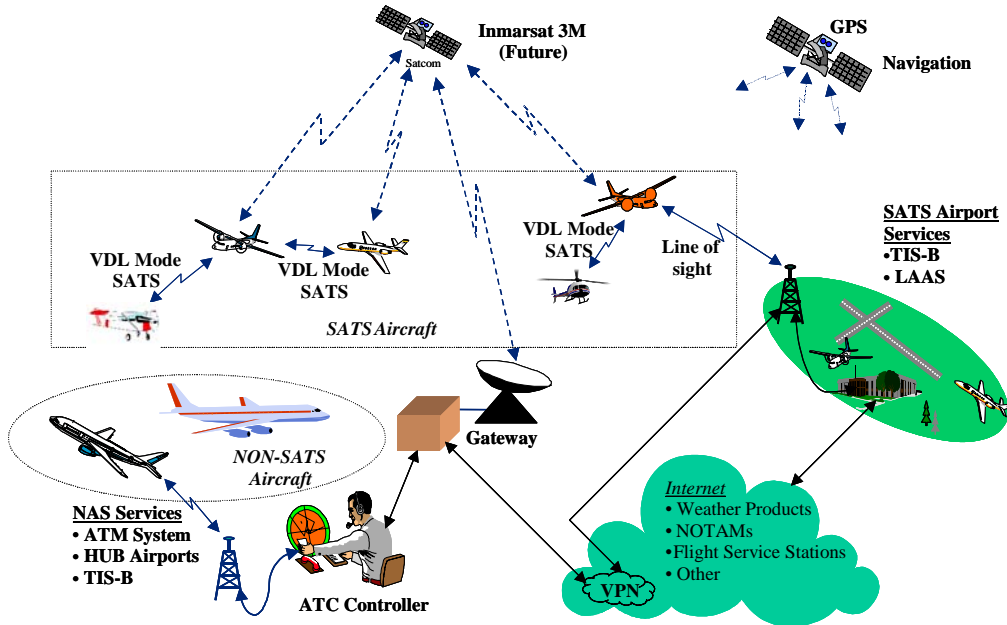 Inmarsat 3M
(Future)
Satcom
GPS
Navigation
VDL Mode
SATS
VDL Mode
SATS
VDL Mode
SATS
Line of
sight
SATS Aircraft
SATS Airport
Services
•TIS-B
• LAAS
NON-SATS
Aircraft
Gateway
NAS Services
• ATM System
• HUB Airports
• TIS-B
ATC Controller
Internet
• Weather Products
• NOTAMs
•Flight Service Stations
• Other
VPN